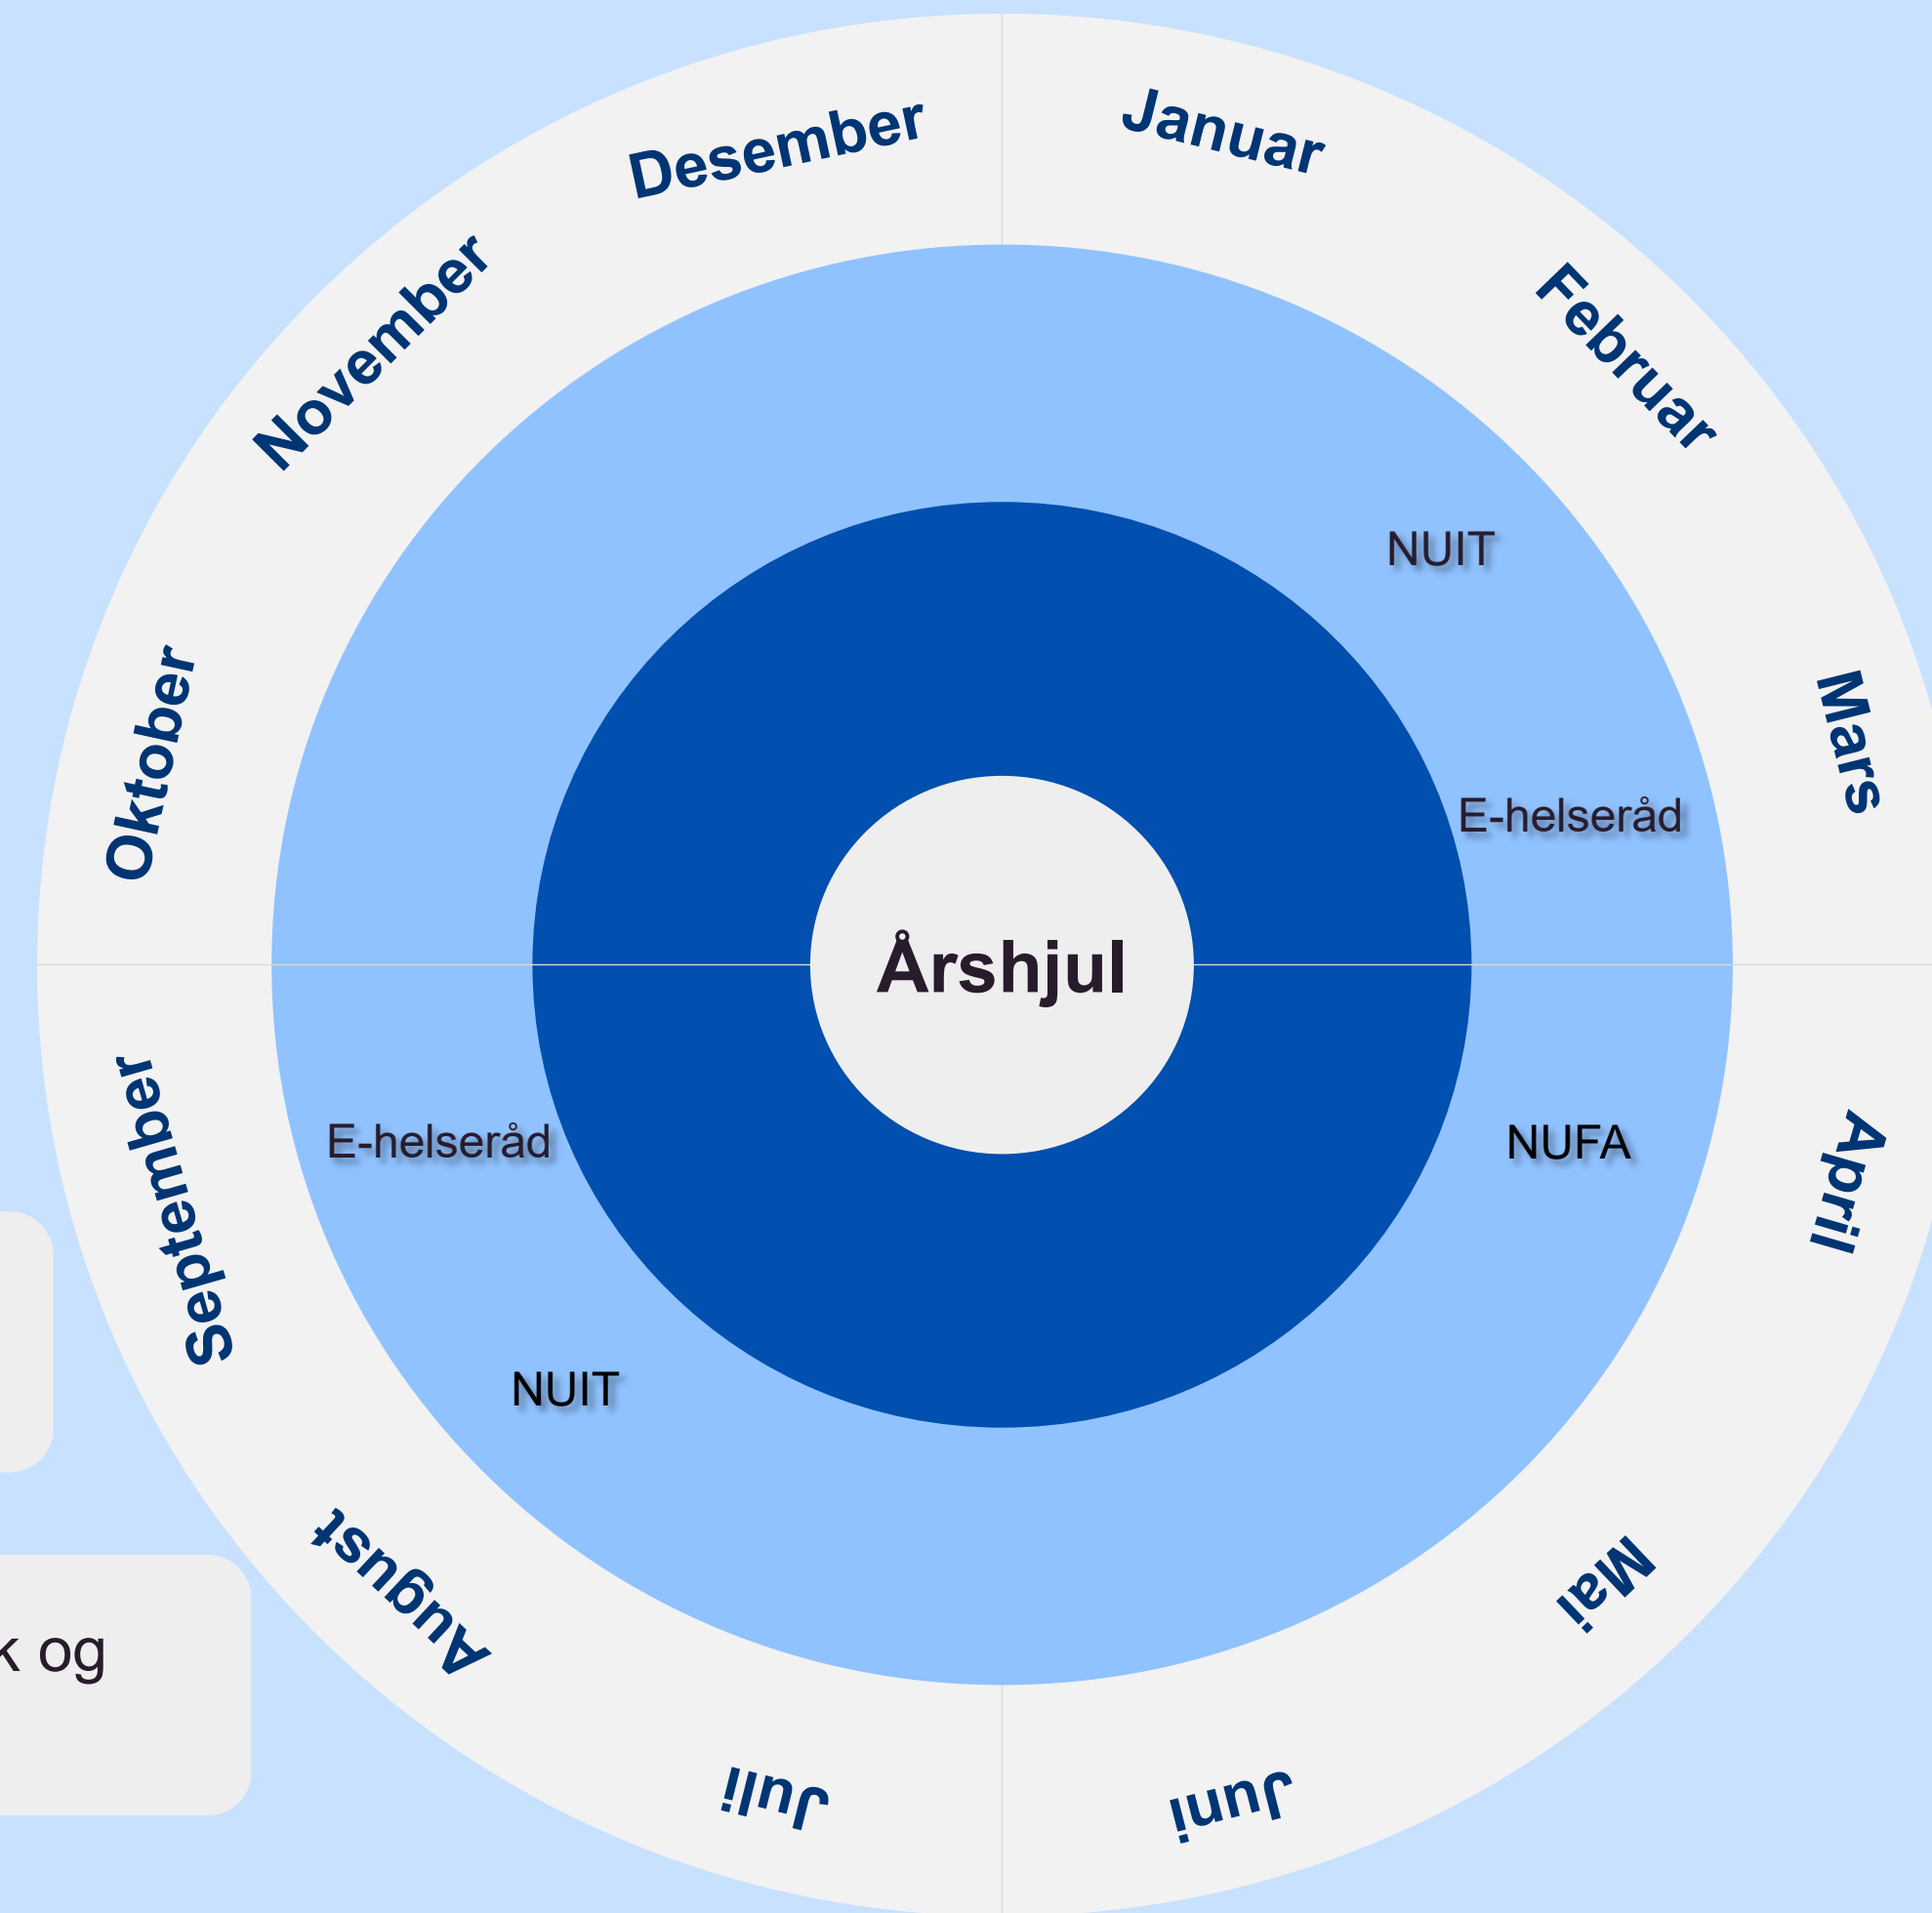 Januar
Februar
Mars
April
Mai
Juni
Juli
August
September
Oktober
November
Desember
NUIT
E-helseråd
NUFA
NUIT
E-helseråd
Årshjul
og